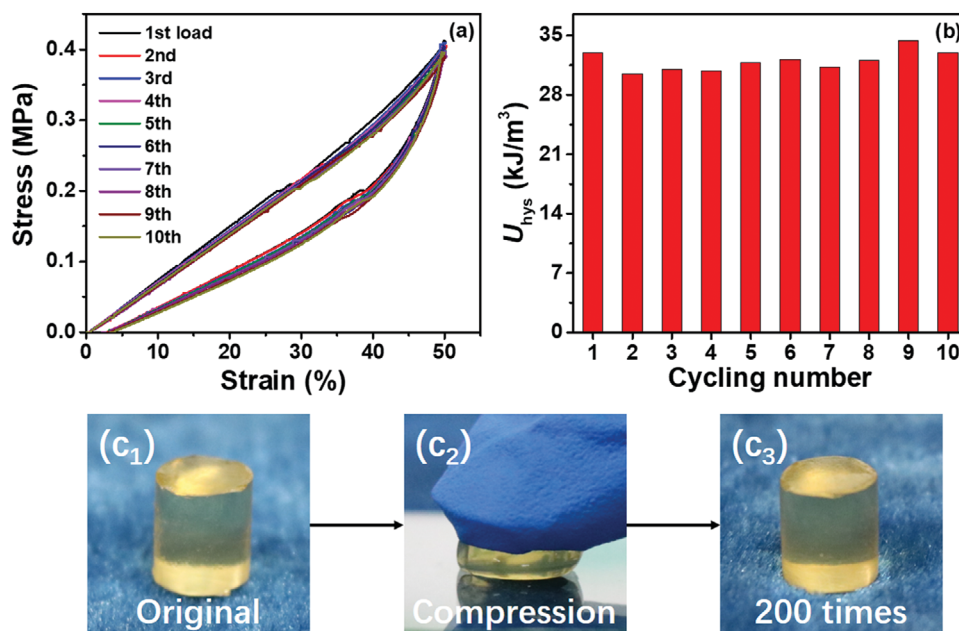 (a)
1st load
2nd
3rd
4th
5th
6th
7th
8th
9th
10th
Stress (MPa)
0.4
0.3
0.2
0.1
0.0
0 10 20 30 40 50
Strain (%)
(b)
U_hys (kJ/m³)
35
28
21
14
7
0
1 2 3 4 5 6 7 8 9 10
Cycling number
(c₁)
Original
(c₂)
Compression
(c₃)
200 times